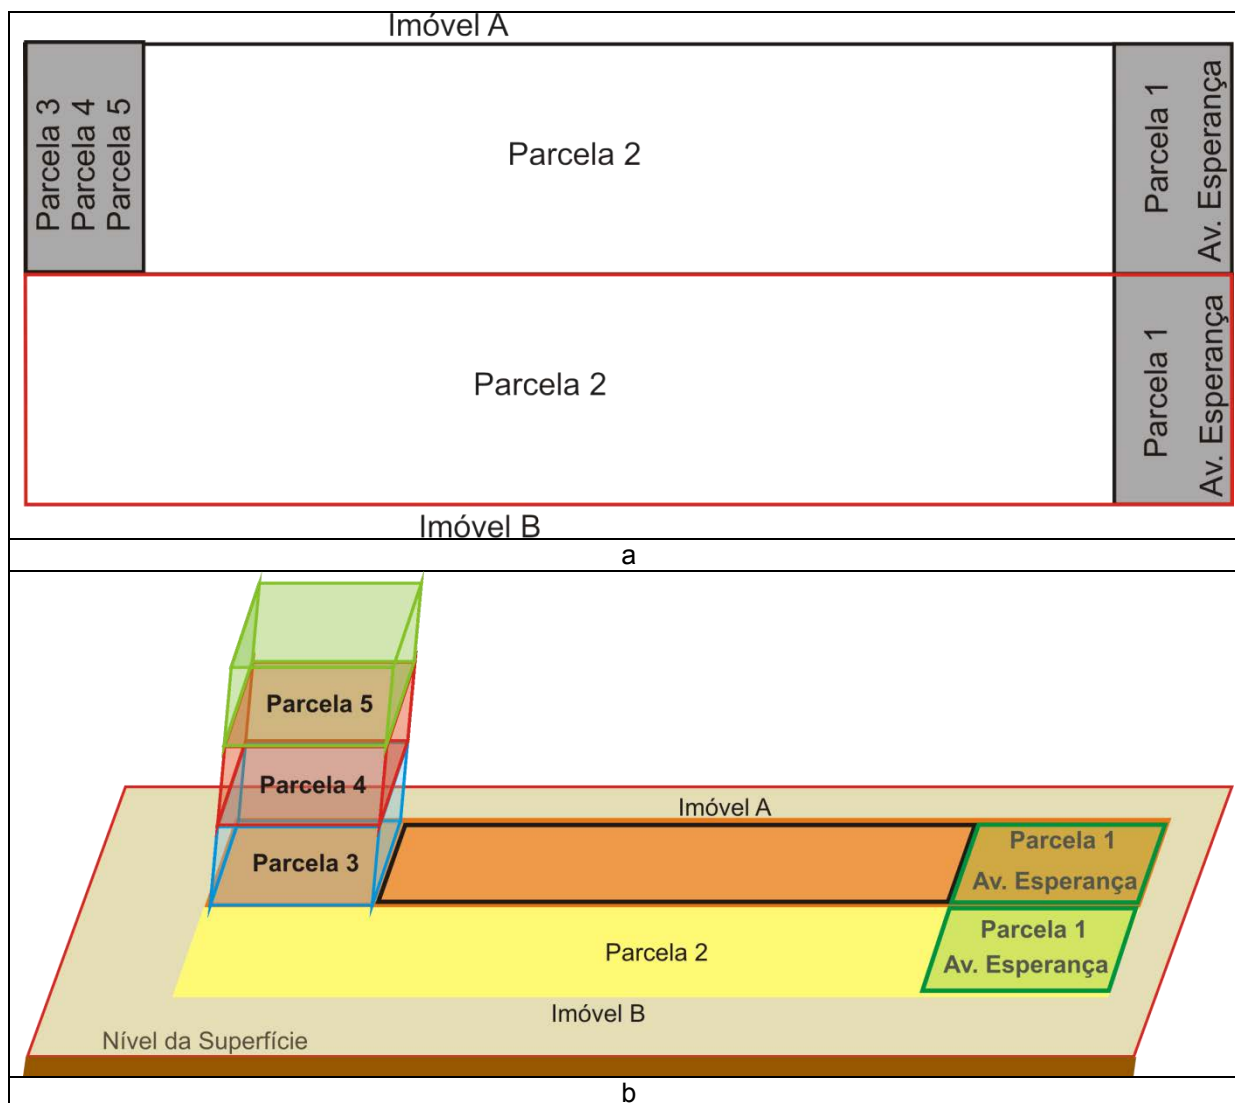 Imóvel A
Parcela 3
Parcela 4
Parcela 5
Parcela 2
Parcela 1
Av. Esperança
Parcela 2
Parcela 1
Av. Esperança
Imóvel B
a
Parcela 5
Parcela 4
Imóvel A
Parcela 3
Parcela 1
Av. Esperança
Parcela 2
Parcela 1
Av. Esperança
Imóvel B
Nível da Superfície
b